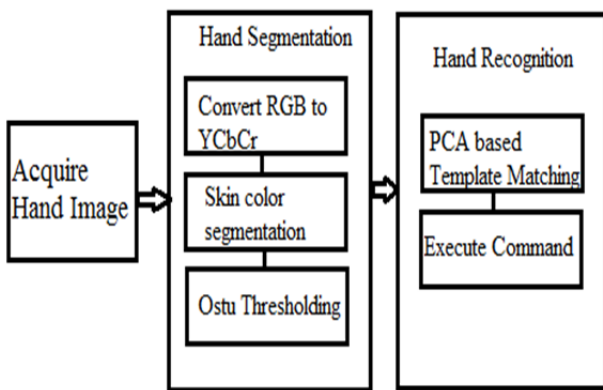 Acquire
Hand Image
Hand Segmentation
Convert RGB to
YCbCr
Skin color
segmentation
Ostu Thresholding
Hand Recognition
PCA based
Template Matching
Execute Command